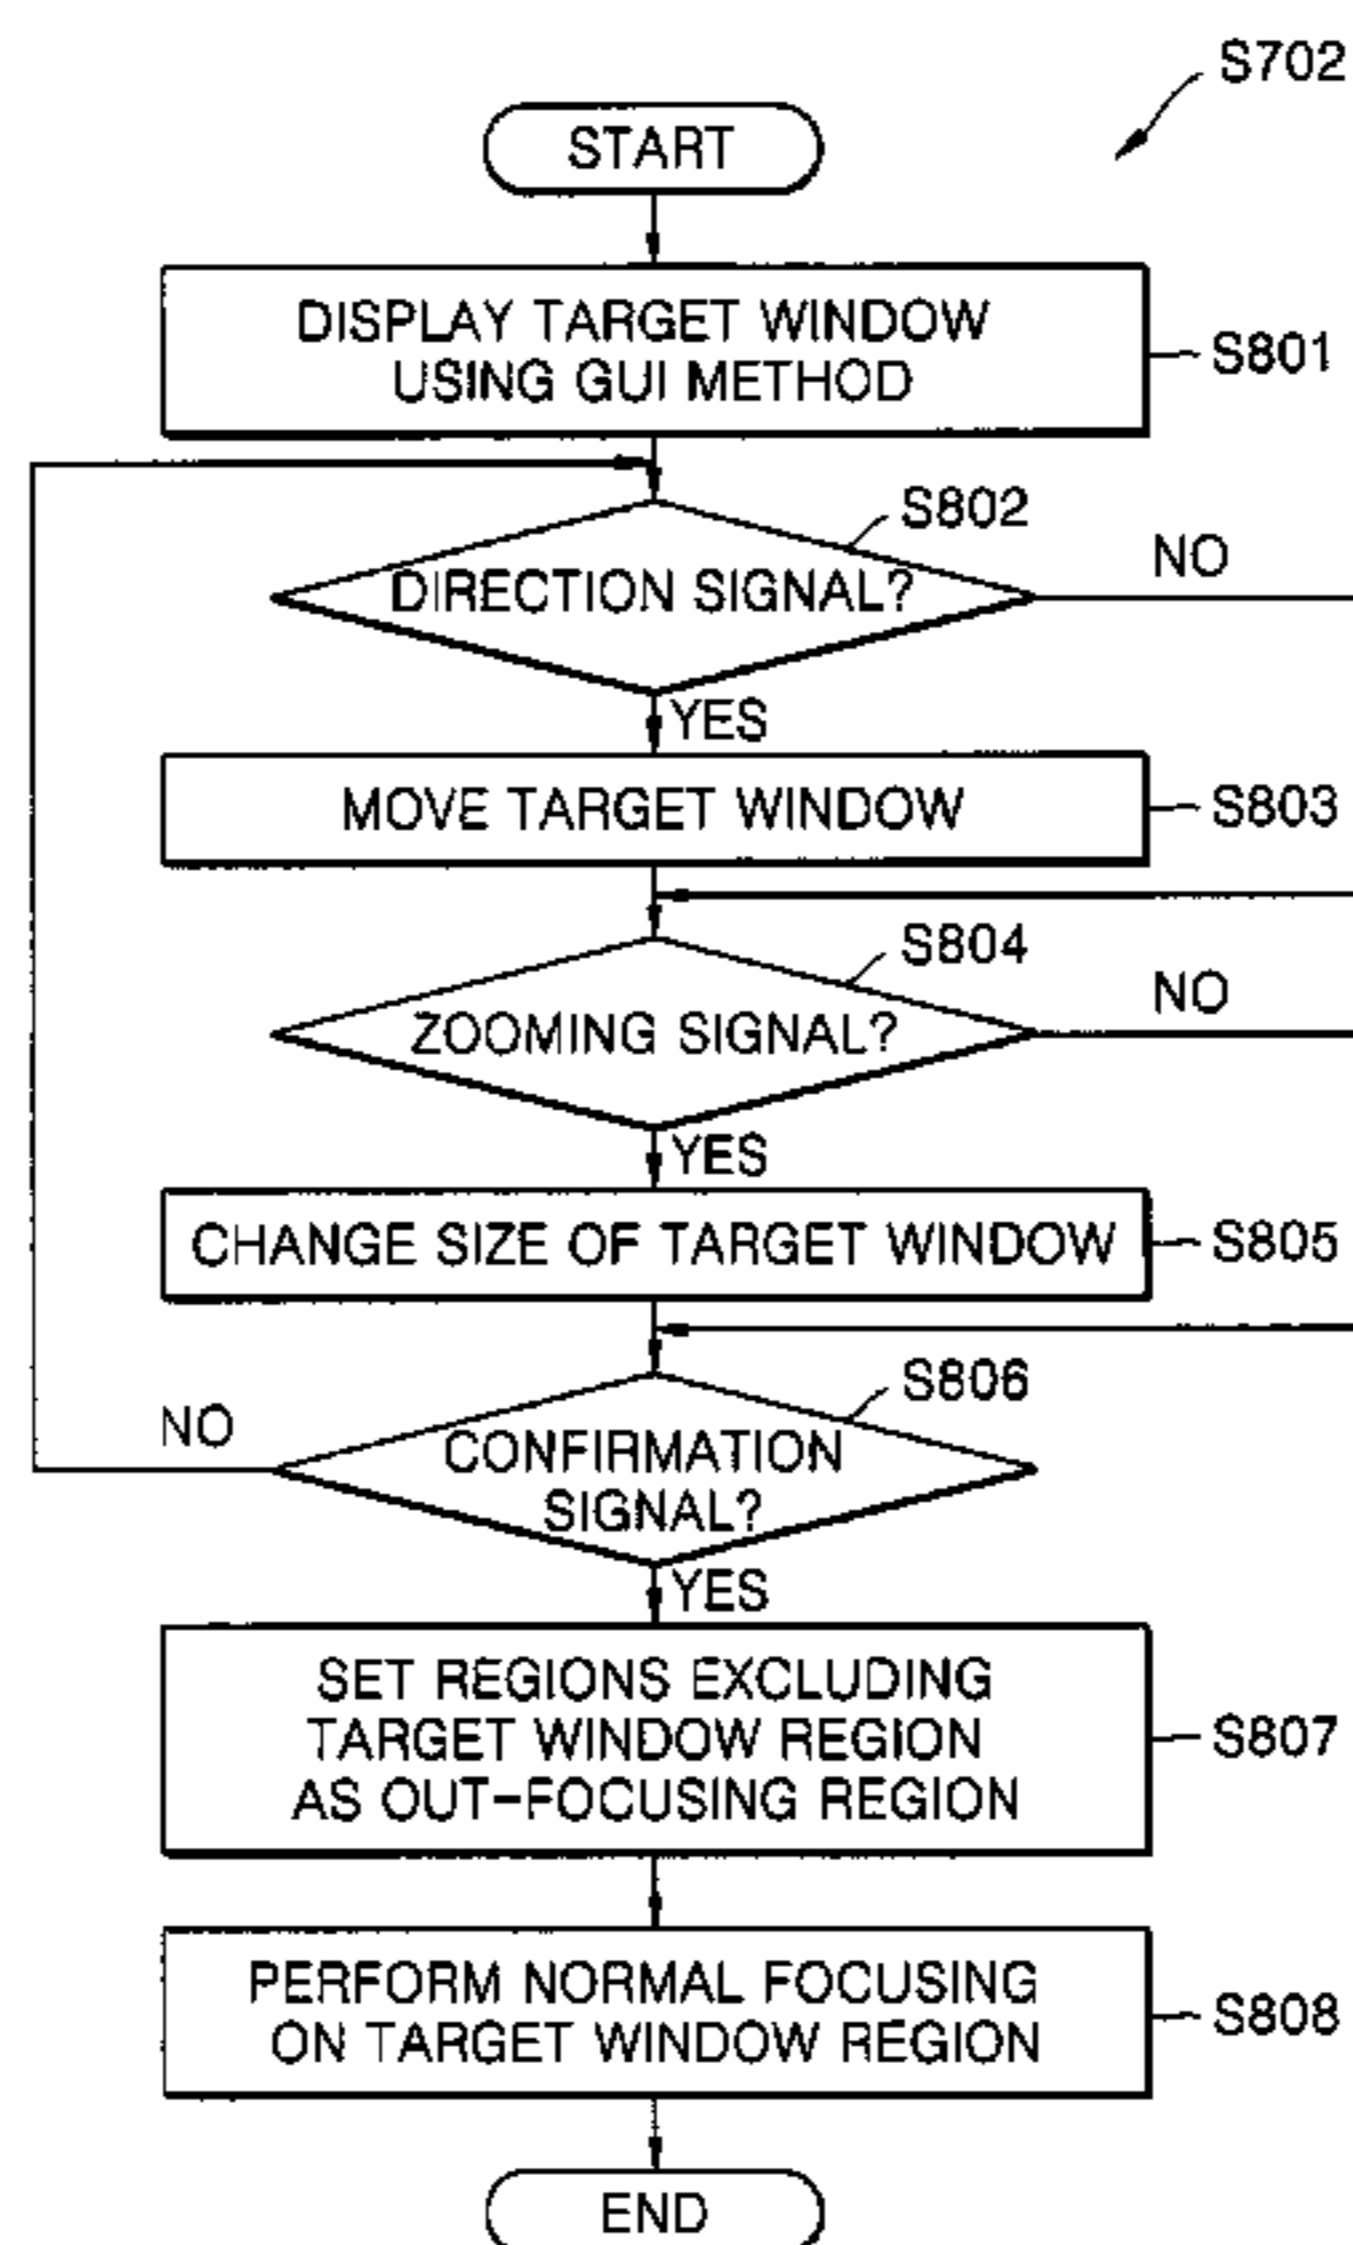 S702
START
DISPLAY TARGET WINDOW
USING GUI METHOD
S801
S802
DIRECTION SIGNAL?
NO
YES
MOVE TARGET WINDOW
S803
S804
ZOOMING SIGNAL?
NO
YES
CHANGE SIZE OF TARGET WINDOW
S805
S806
NO
CONFIRMATION
SIGNAL?
YES
SET REGIONS EXCLUDING
TARGET WINDOW REGION
AS OUT-FOCUSING REGION
S807
PERFORM NORMAL FOCUSING
ON TARGET WINDOW REGION
S808
END